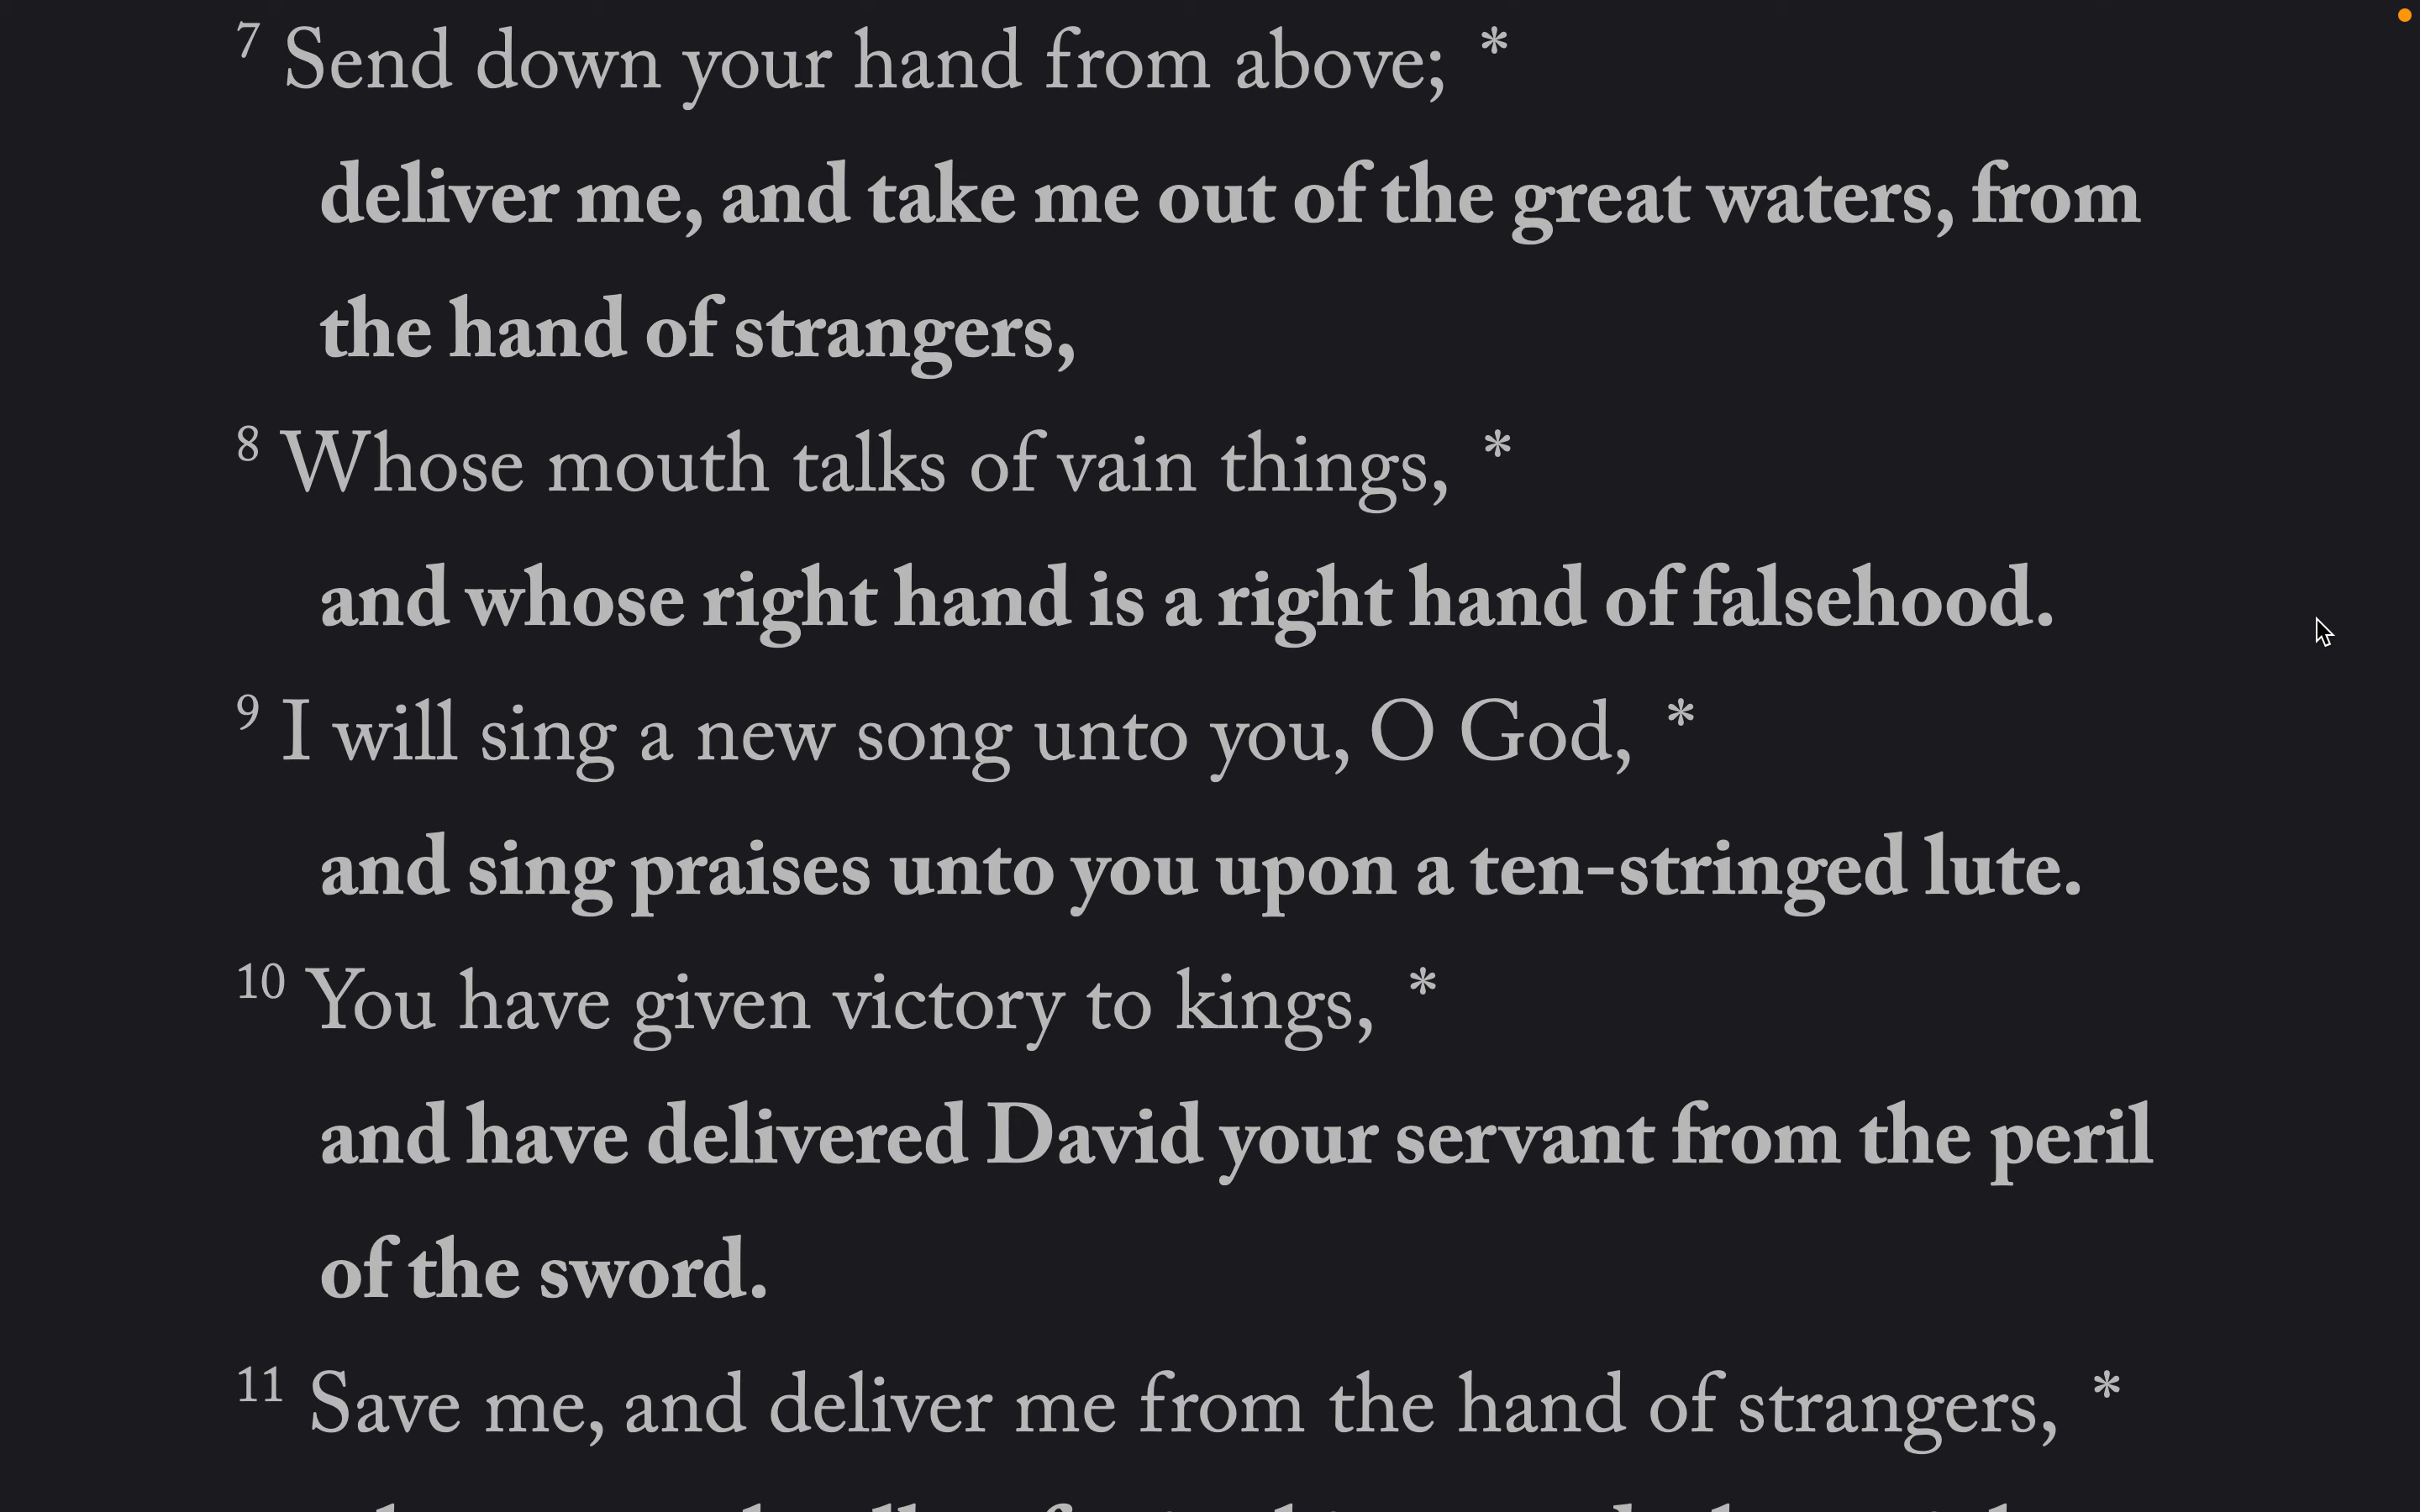 7 Send down your hand from above; *
deliver me, and take me out of the great waters, from
the hand of strangers,
8 Whose mouth talks of vain things, *
and whose right hand is a right hand of falsehood.
9 I will sing a new song unto you, O God, *
and sing praises unto you upon a ten-stringed lute.
10 You have given victory to kings, *
and have delivered David your servant from the peril
of the sword.
11 Save me, and deliver me from the hand of strangers, *